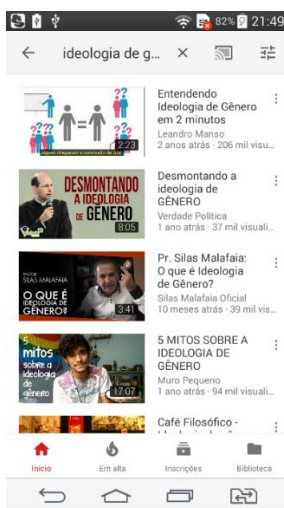 82% 21:49
ideologia de g...
2:23
Entendendo
Ideologia de Gênero
em 2 minutos
Leandro Manso
2 anos atrás · 206 mil visu...
DESMONTANDO
A IDEOLOGIA
DE GÊNERO
8:05
Desmontando a
ideologia de
GÊNERO
Verdade Política
1 ano atrás · 37 mil visuali...
PASTOR
SILAS MALAFAIA
O QUE É
IDEOLOGIA DE
GÊNERO?
3:41
Pr. Silas Malafaia:
O que é Ideologia
de Gênero?
Silas Malafaia Oficial
10 meses atrás · 39 mil vis...
5
mitos
sobre a
ideologia
de
gênero
17:07
5 MITOS SOBRE A
IDEOLOGIA DE
GÊNERO
Muro Pequeno
1 ano atrás · 94 mil visuali...
Café Filosófico -
Início
Em alta
Inscrições
Biblioteca